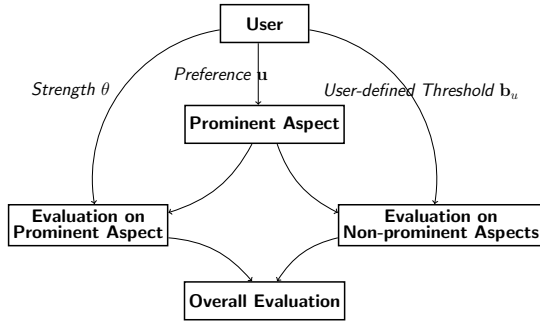 User
Strength θ
Preference u
User-defined Threshold b_u
Prominent Aspect
Evaluation on
Prominent Aspect
Evaluation on
Non-prominent Aspects
Overall Evaluation